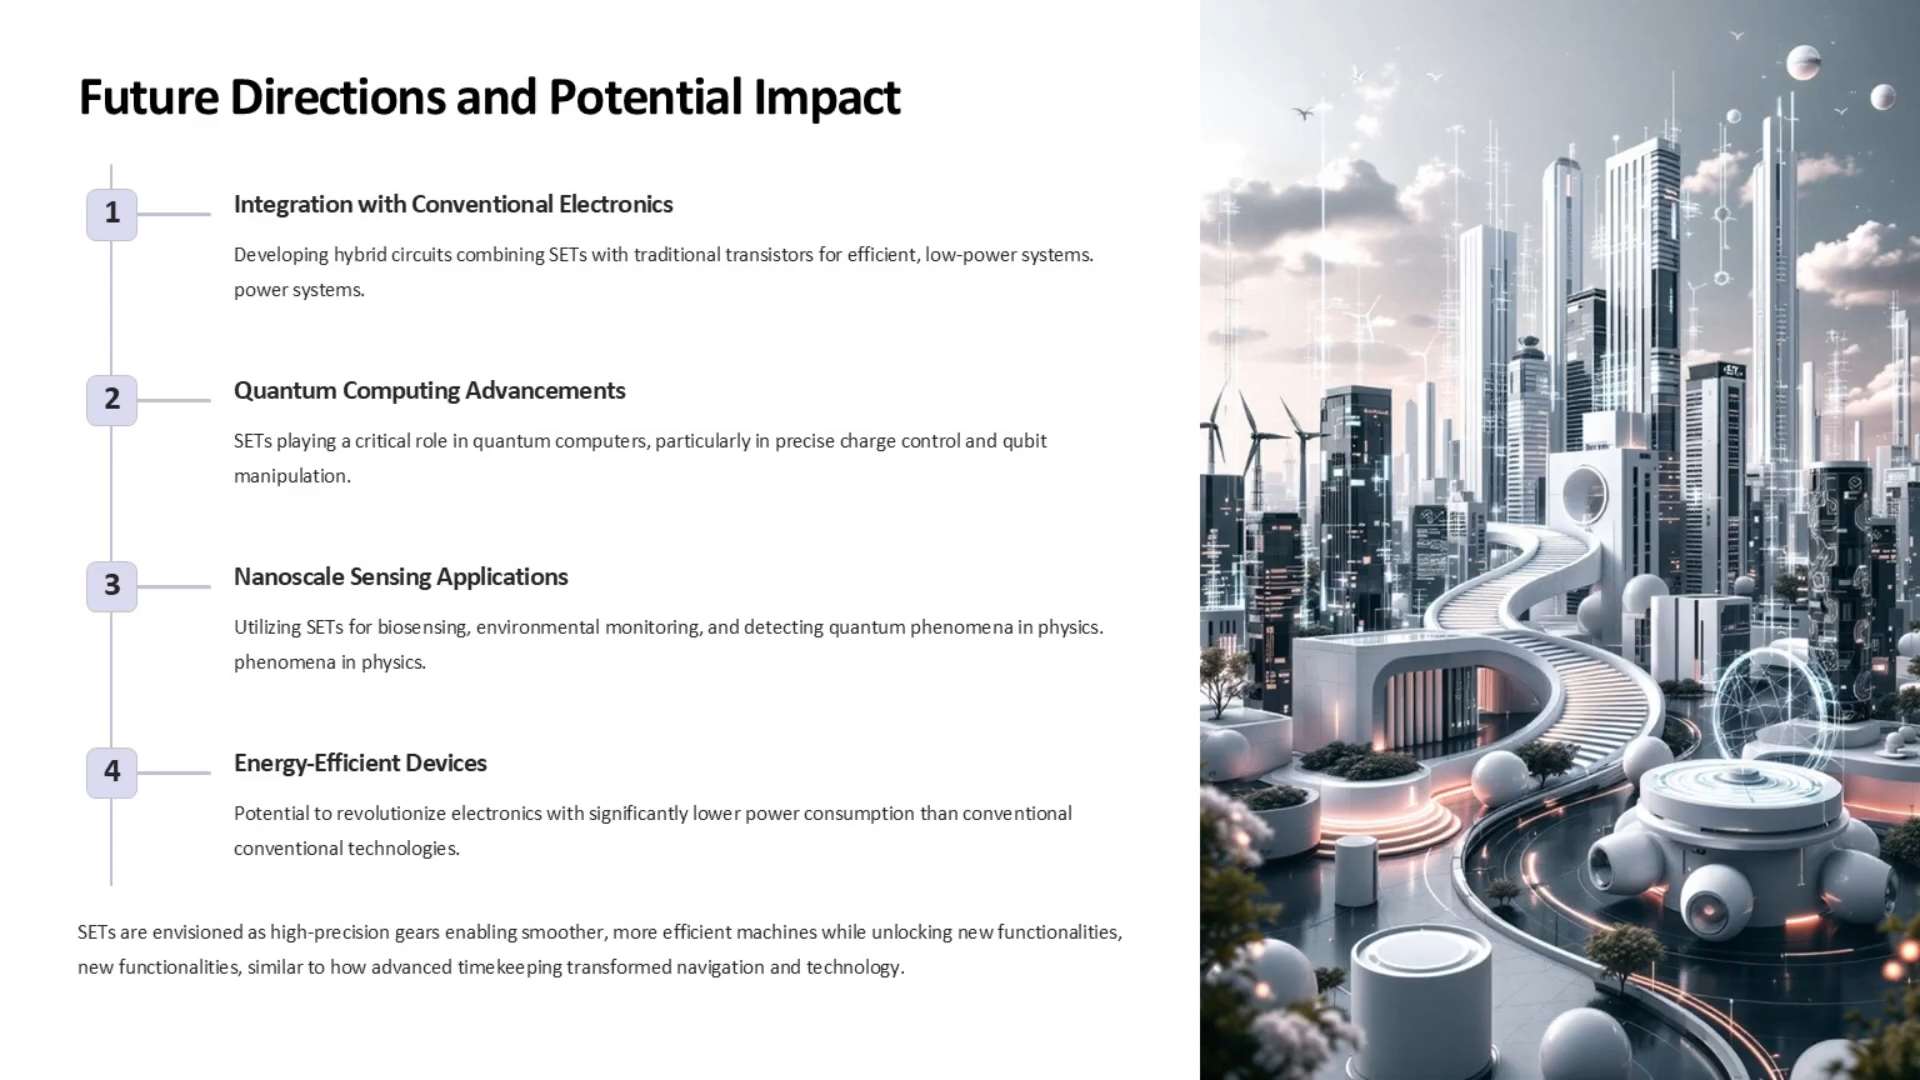 Future Directions and Potential Impact
1
Integration with Conventional Electronics
Developing hybrid circuits combining SETs with traditional transistors for efficient, low-power systems.
power systems.
2
Quantum Computing Advancements
SETs playing a critical role in quantum computers, particularly in precise charge control and qubit
manipulation.
3
Nanoscale Sensing Applications
Utilizing SETs for biosensing, environmental monitoring, and detecting quantum phenomena in physics.
phenomena in physics.
4
Energy-Efficient Devices
Potential to revolutionize electronics with significantly lower power consumption than conventional
conventional technologies.
SETs are envisioned as high-precision gears enabling smoother, more efficient machines while unlocking new functionalities,
new functionalities, similar to how advanced timekeeping transformed navigation and technology.